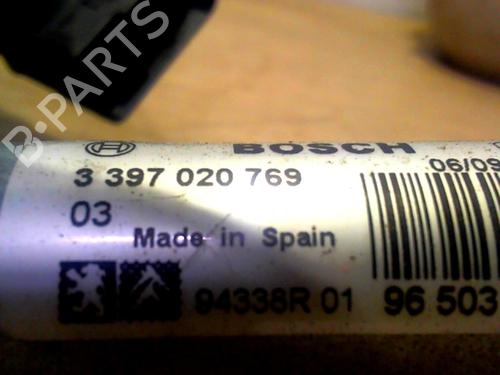 B-PARTS
BOSCH
3 397 020 769
06/09
03
Made in Spain
94338R 01
96 503